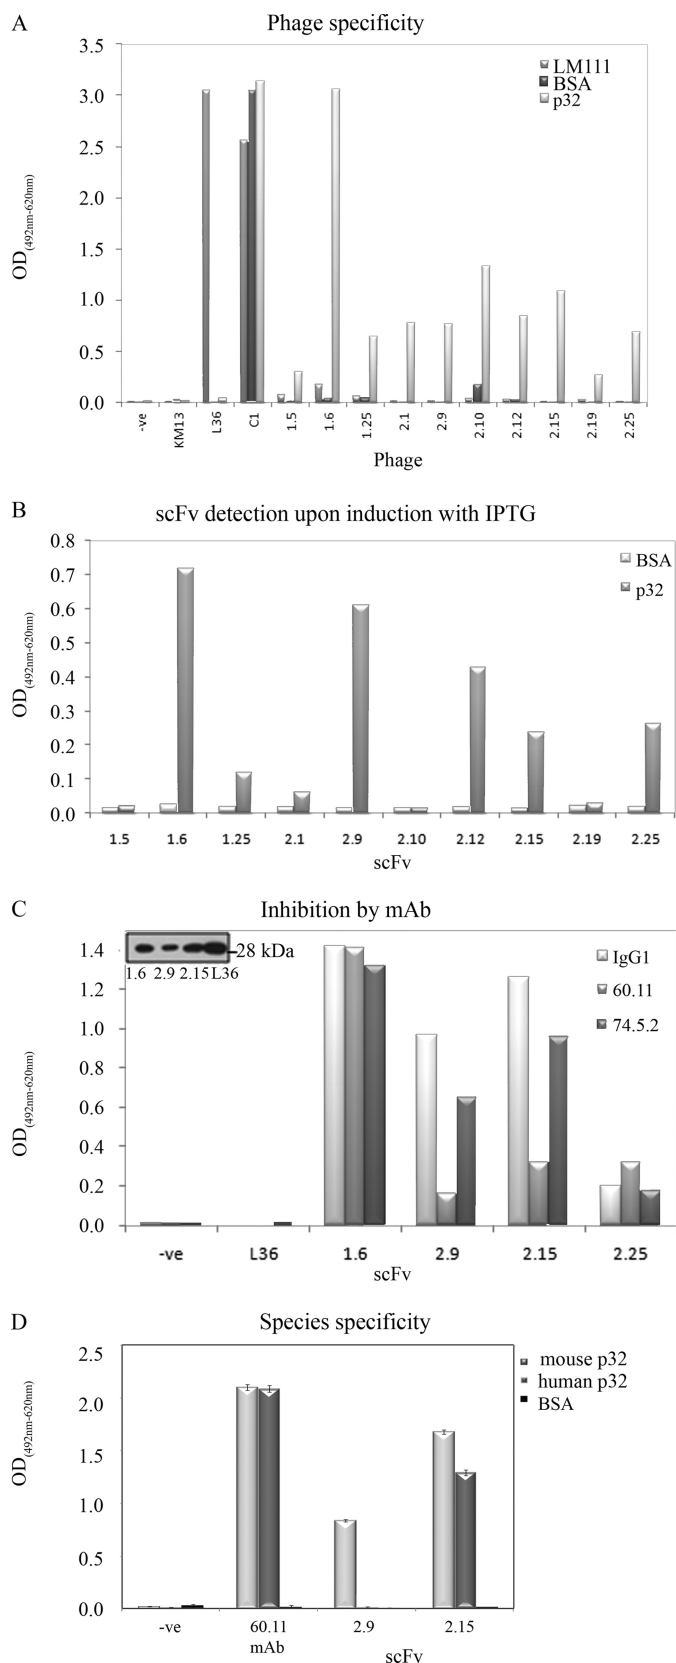 A
Phage specificity
3.5
3.0
2.5
2.0
1.5
1.0
0.5
0.0
OD(492nm-620nm)
LM111
BSA
p32
-ve KM13 L36 C1 1.5 1.6 1.25 2.1 2.9 2.10 2.12 2.15 2.19 2.25
Phage
B
scFv detection upon induction with IPTG
0.8
0.7
0.6
0.5
0.4
0.3
0.2
0.1
0.0
OD(492nm-620nm)
BSA
p32
1.5 1.6 1.25 2.1 2.9 2.10 2.12 2.15 2.19 2.25
scFv
C
Inhibition by mAb
1.4
1.2
1.0
0.8
0.6
0.4
0.2
0.0
OD(492nm-620nm)
28 kDa
1.6 2.9 2.15 L36
IgG1
60.11
74.5.2
-ve L36 1.6 2.9 2.15 2.25
scFv
D
Species specificity
2.5
2.0
1.5
1.0
0.5
0.0
OD(492nm-620nm)
mouse p32
human p32
BSA
-ve 60.11 2.9 2.15
mAb scFv